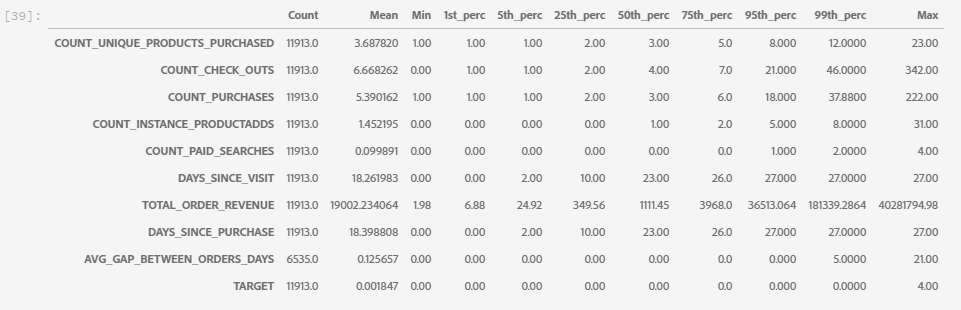 [39]:
Count Mean Min 1st_perc 5th_perc 25th_perc 50th_perc 75th_perc 95th_perc 99th_perc Max
COUNT_UNIQUE_PRODUCTS_PURCHASED 11913.0 3.687820 1.00 1.00 1.00 2.00 3.00 5.0 8.000 12.0000 23.00
COUNT_CHECK_OUTS 11913.0 6.668262 0.00 1.00 1.00 2.00 4.00 7.0 21.000 46.0000 342.00
COUNT_PURCHASES 11913.0 5.390162 1.00 1.00 1.00 2.00 3.00 6.0 18.000 37.8800 222.00
COUNT_INSTANCE_PRODUCTADDS 11913.0 1.452195 0.00 0.00 0.00 0.00 1.00 2.0 5.000 8.0000 31.00
COUNT_PAID_SEARCHES 11913.0 0.099891 0.00 0.00 0.00 0.00 0.00 0.0 1.000 2.0000 4.00
DAYS_SINCE_VISIT 11913.0 18.261983 0.00 0.00 2.00 10.00 23.00 26.0 27.000 27.0000 27.00
TOTAL_ORDER_REVENUE 11913.0 19002.234064 1.98 6.88 24.92 349.56 1111.45 3968.0 36513.064 181339.2864 40281794.98
DAYS_SINCE_PURCHASE 11913.0 18.398808 0.00 0.00 2.00 10.00 23.00 26.0 27.000 27.0000 27.00
AVG_GAP_BETWEEN_ORDERS_DAYS 6535.0 0.125657 0.00 0.00 0.00 0.00 0.00 0.0 0.000 5.0000 21.00
TARGET 11913.0 0.001847 0.00 0.00 0.00 0.00 0.00 0.0 0.000 0.0000 4.00